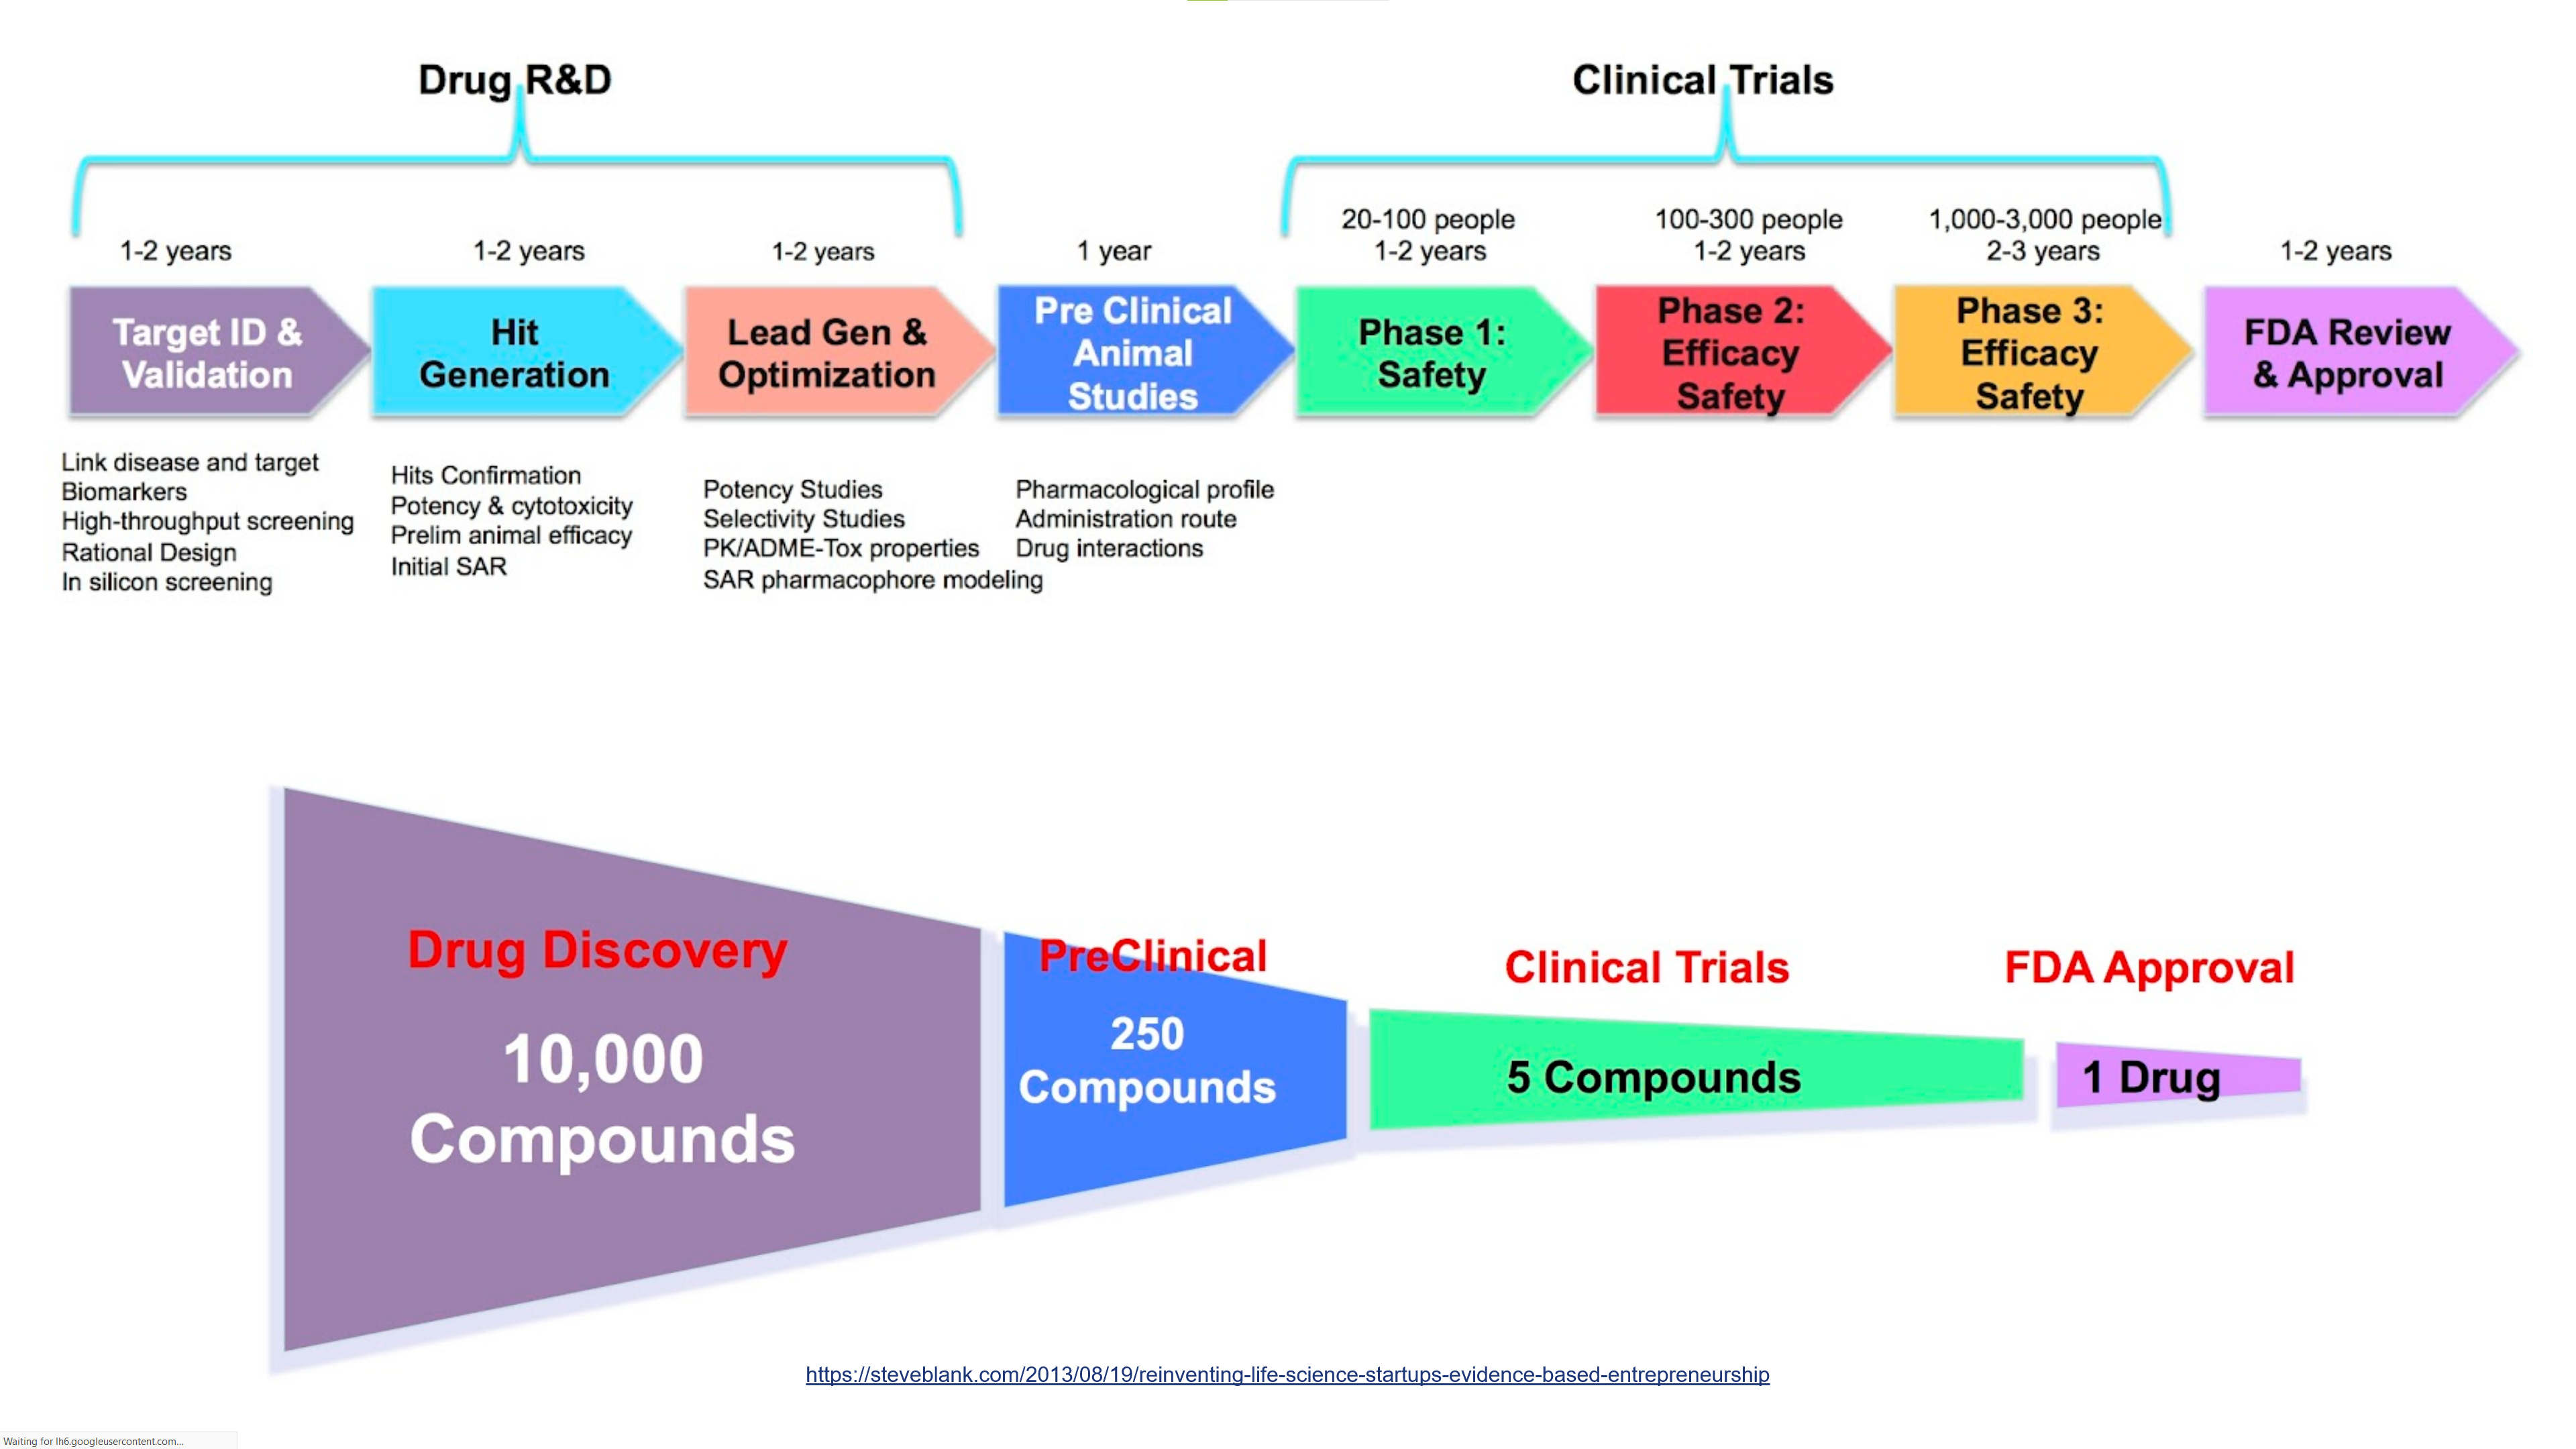 Drug R&D
Clinical Trials
1-2 years
1-2 years
1-2 years
1 year
20-100 people
1-2 years
100-300 people
1-2 years
1,000-3,000 people
2-3 years
1-2 years
Target ID &
Validation
Hit
Generation
Lead Gen &
Optimization
Pre Clinical
Animal
Studies
Phase 1:
Safety
Phase 2:
Efficacy
Safety
Phase 3:
Efficacy
Safety
FDA Review
& Approval
Link disease and target
Biomarkers
High-throughput screening
Rational Design
In silicon screening
Hits Confirmation
Potency & cytotoxicity
Prelim animal efficacy
Initial SAR
Potency Studies
Selectivity Studies
PK/ADME-Tox properties
SAR pharmacophore modeling
Pharmacological profile
Administration route
Drug interactions
Drug Discovery
10,000
Compounds
PreClinical
250
Compounds
Clinical Trials
5 Compounds
FDA Approval
1 Drug
https://steveblank.com/2013/08/19/reinventing-life-science-startups-evidence-based-entrepreneurship
Waiting for lh6.googleusercontent.com...